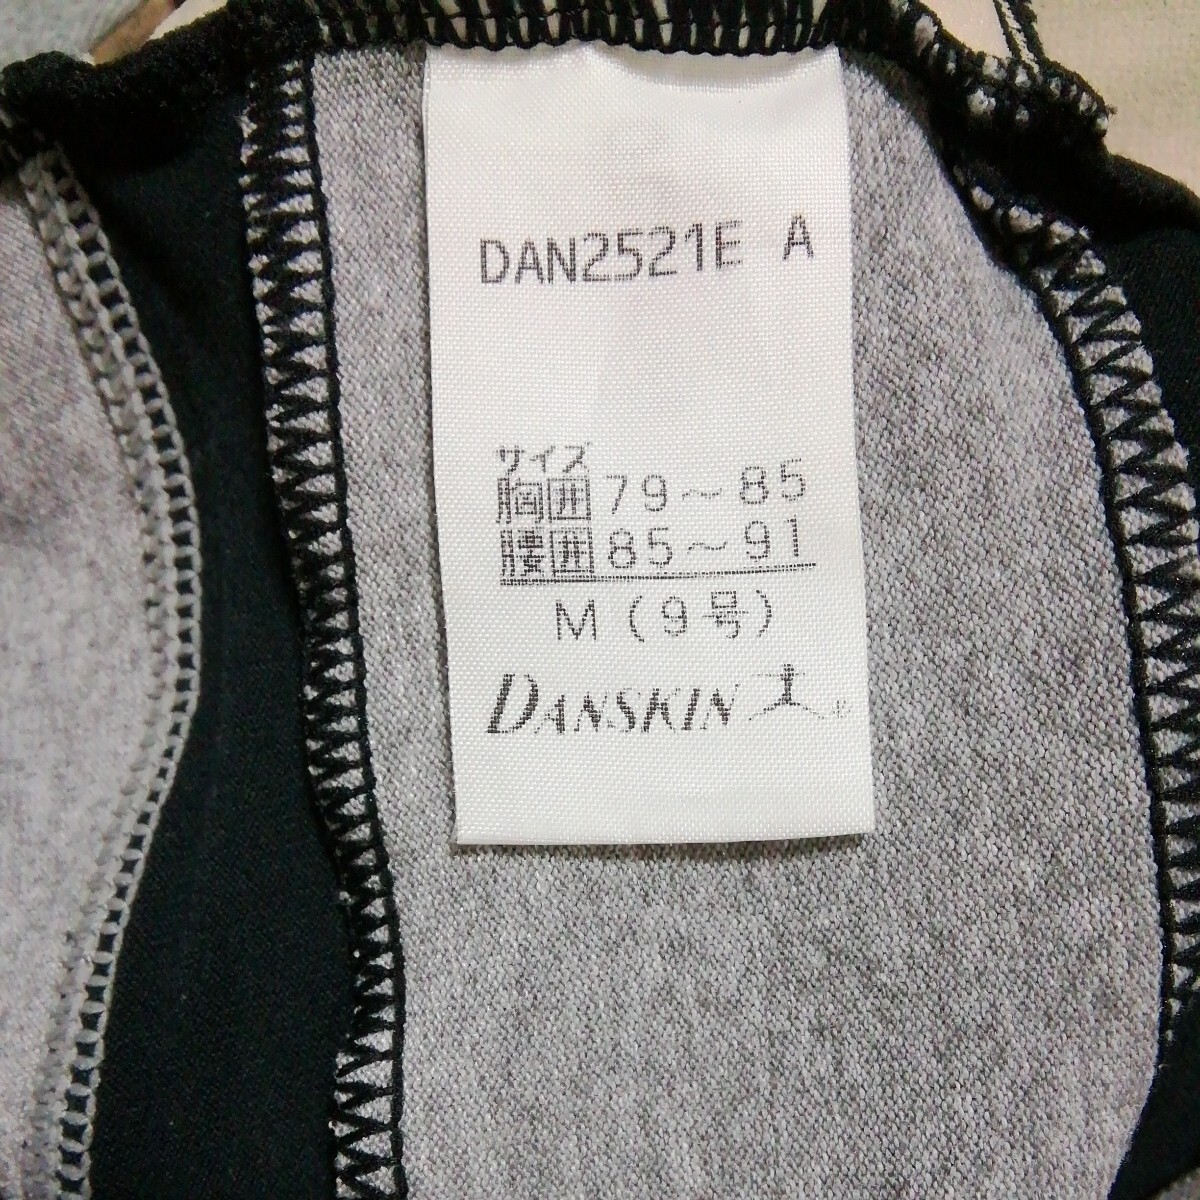 DAN2521E A
サイズ
胸囲 79～85
腰囲 85～91
M (9号)
DANSKIN